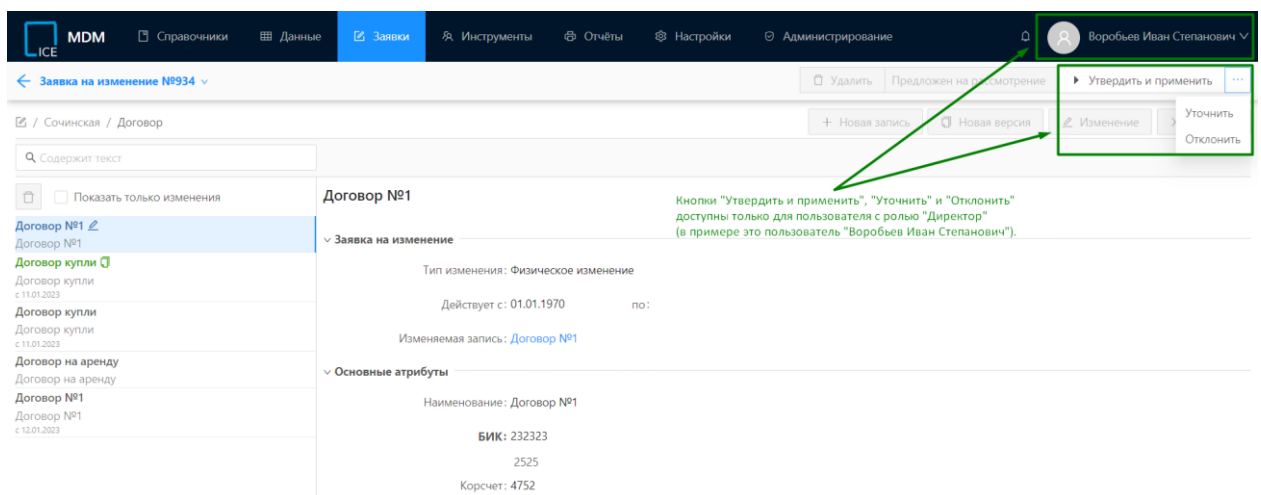 ICE MDM Справочники Данные Заявки Инструменты Отчёты Настройки Администрирование Воробьев Иван Степанович
Заявка на изменение №934 Удалить Предложен на рассмотрение Утвердить и применить ...
Уточнить
Отклонить
/ Сочинская / Договор + Новая запись Новая версия Изменение
Содержит текст
Показать только изменения
Договор №1
Договор №1
Договор купли
Договор купли
с 11.01.2023
Договор купли
Договор купли
с 11.01.2023
Договор на аренду
Договор на аренду
Договор №1
Договор №1
с 12.01.2023
Договор №1
Кнопки "Утвердить и применить", "Уточнить" и "Отклонить"
доступны только для пользователя с ролью "Директор"
(в примере это пользователь "Воробьев Иван Степанович").
Заявка на изменение
Тип изменения: Физическое изменение
Действует с: 01.01.1970 по:
Изменяемая запись: Договор №1
Основные атрибуты
Наименование: Договор №1
БИК: 232323
2525
Корсчет: 4752